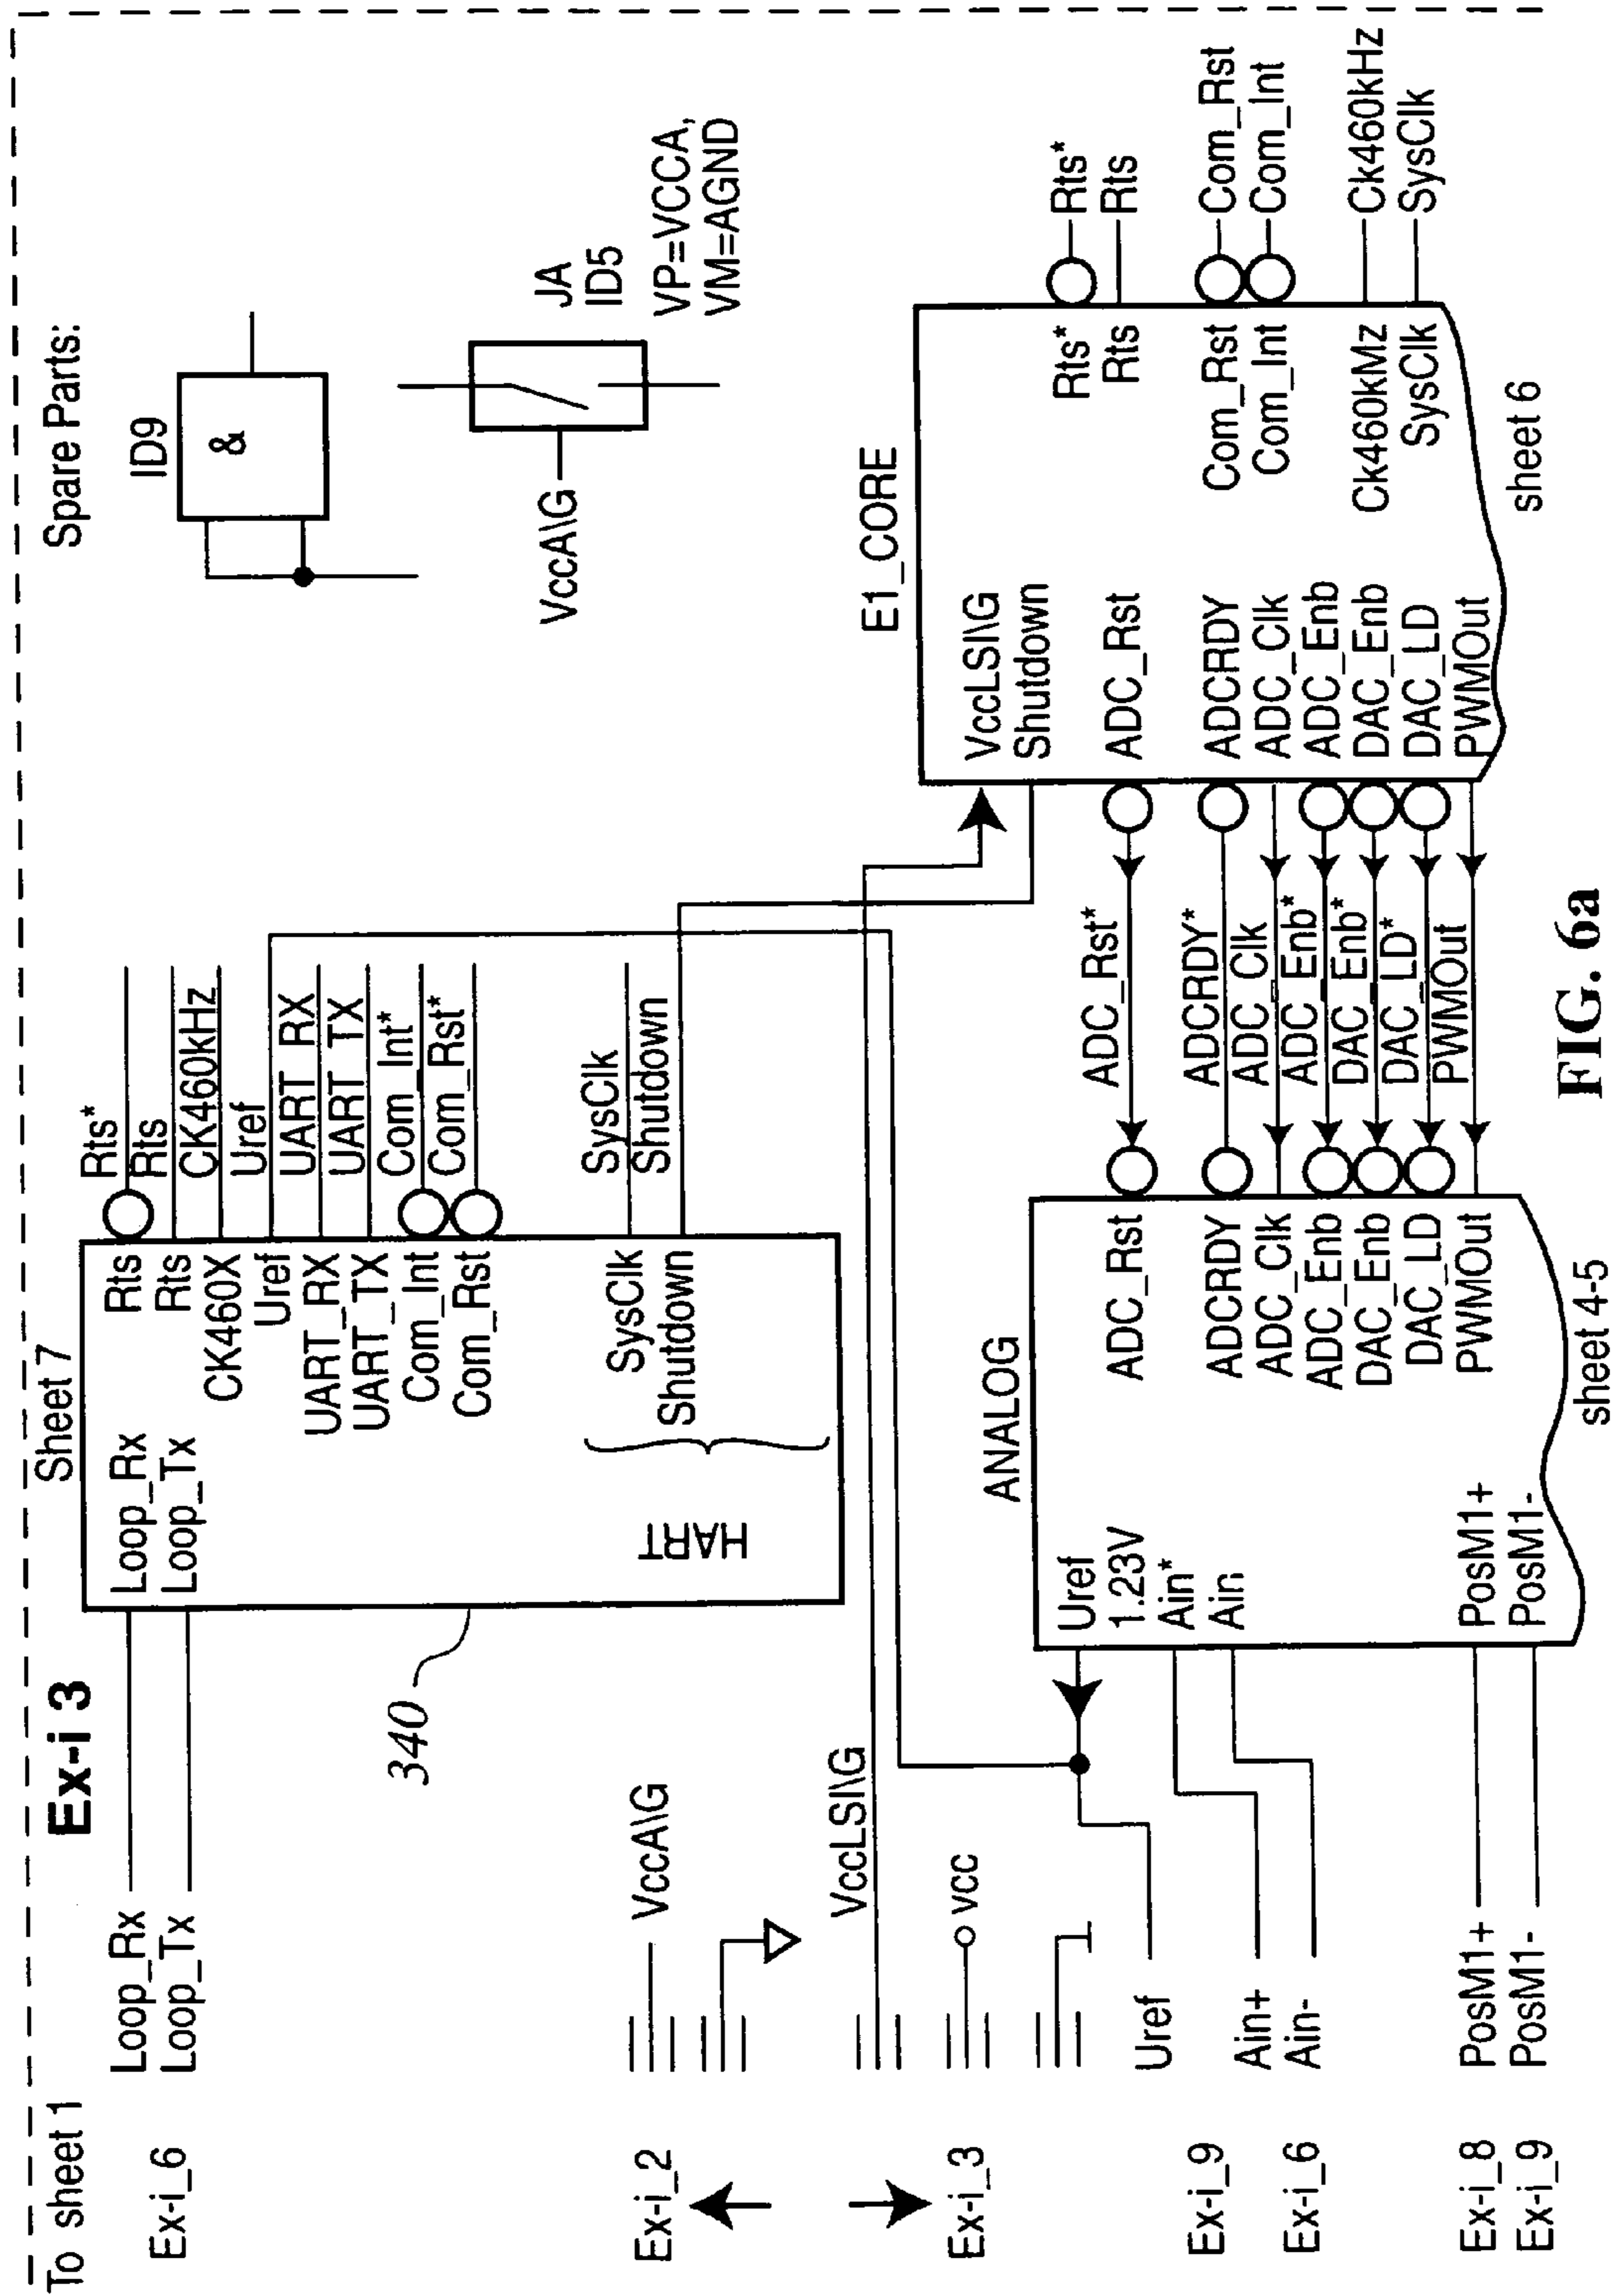 To sheet 1
Ex-i 3
Sheet 7
Spare Parts:
Ex-i_6
Loop_Rx
Loop_Tx
Loop_Rx
Loop_Tx
HART
340
Rts
Rts
CK460X
Uref
UART_RX
UART_TX
Com_Int
Com_Rst
SysClk
Shutdown
Rts*
Rts
CK460kHz
Uref
UART_RX
UART_TX
Com_Int*
Com_Rst*
SysClk
Shutdown
ID9
&
VccA\G
JA
ID5
VP=VCCA,
VM=AGND
Ex-i_2
VccA\G
VccLSI\G
Ex-i_3
vcc
Ex-i_9
Uref
Ex-i_6
Ain+
Ain-
Ex-i_8
PosM1+
Ex-i_9
PosM1-
ANALOG
Uref
1.23V
Ain*
Ain
PosM1+
PosM1-
ADC_Rst
ADCRDY
ADC_Clk
ADC_Enb
DAC_Enb
DAC_LD
PWMOut
sheet 4-5
ADC_Rst*
ADCRDY*
ADC_Clk
ADC_Enb*
DAC_Enb*
DAC_LD*
PWMOut
E1_CORE
VccLSI\G
Shutdown
ADC_Rst
ADCRDY
ADC_Clk
ADC_Enb
DAC_Enb
DAC_LD
PWMOut
Rts*
Rts
Com_Rst
Com_Int
Ck460kMz
SysClk
sheet 6
Rts*
Rts
Com_Rst
Com_Int
Ck460kHz
SysClk
FIG. 6a